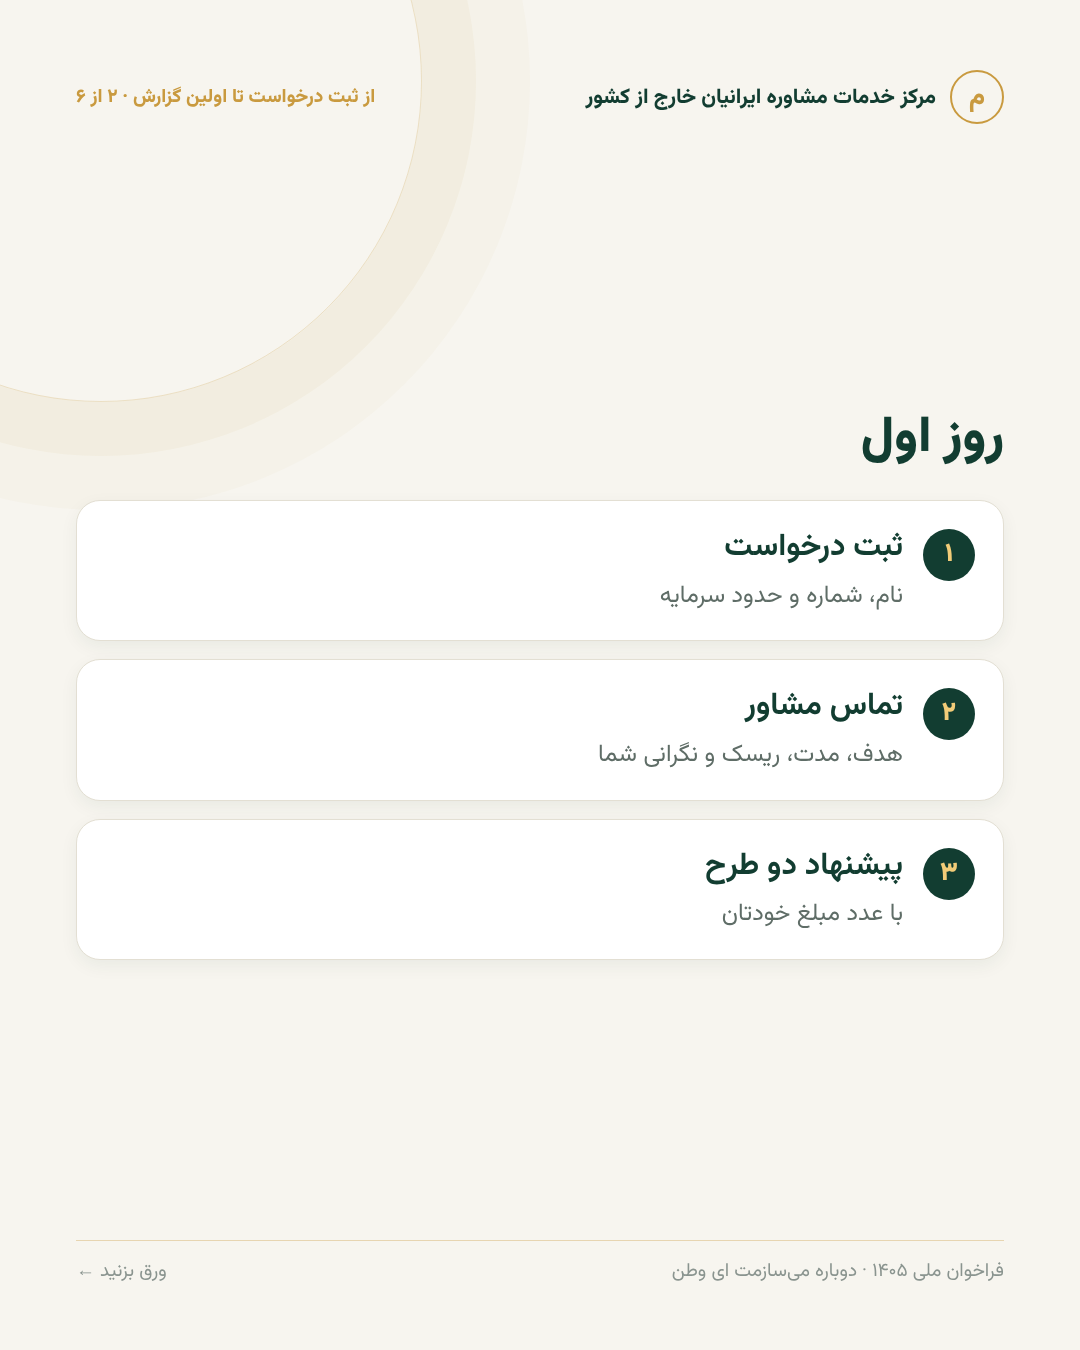 م
مرکز خدمات مشاوره ایرانیان خارج از کشور
از ثبت درخواست تا اولین گزارش · ۲ از ۶
روز اول
۱
ثبت درخواست
نام، شماره و حدود سرمایه
۲
تماس مشاور
هدف، مدت، ریسک و نگرانی شما
۳
پیشنهاد دو طرح
با عدد مبلغ خودتان
فراخوان ملی ۱۴۰۵ · دوباره می‌سازمت ای وطن
ورق بزنید ←